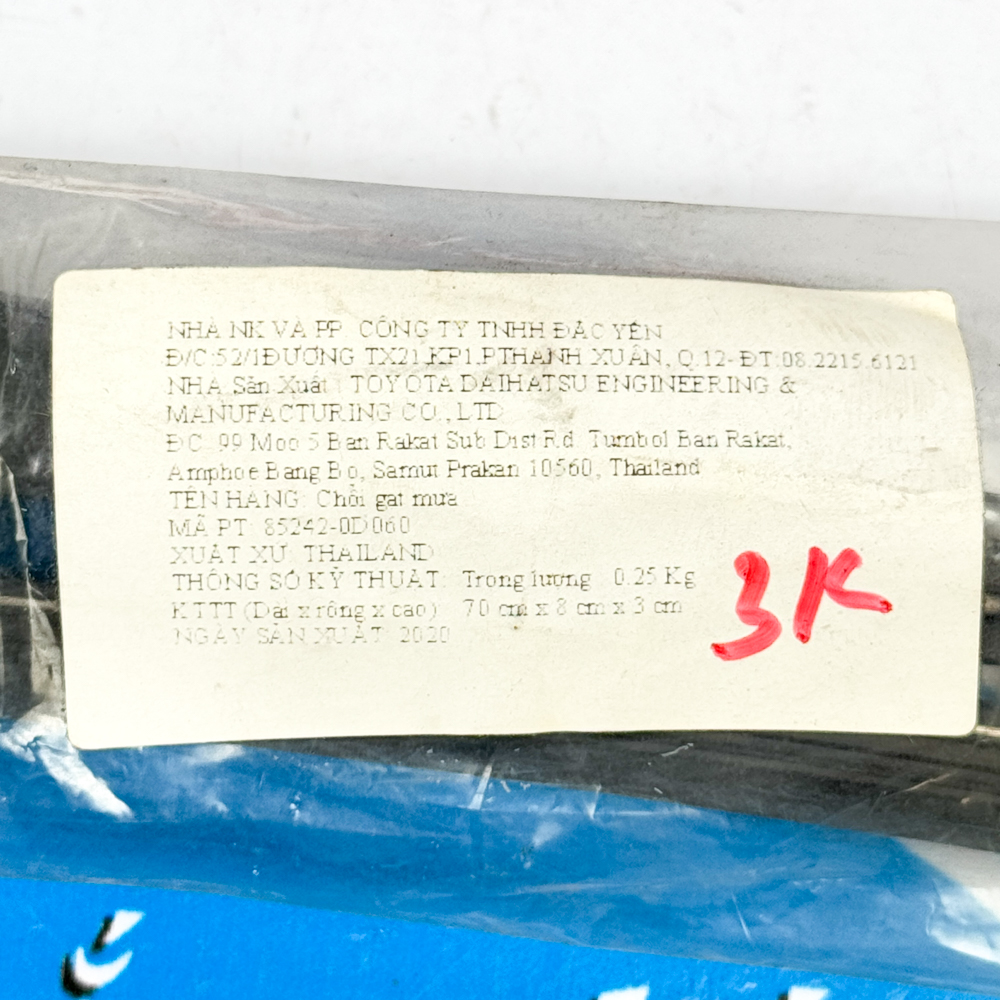 NHÀ NK VÀ PP: CÔNG TY TNHH ĐẮC YẾN
Đ/C:52/1ĐƯỜNG TX21,KP1,P.THẠNH XUÂN, Q.12- ĐT:08.2215.6121
NHÀ Sản Xuất : TOYOTA DAIHATSU ENGINEERING &
MANUFACTURING CO., LTD
ĐC: 99 Moo 5 Ban Rakat Sub Dist Rd. Tumbol Ban Rakat,
Amphoe Bang Bo, Samut Prakan 10560, Thailand
TÊN HÀNG: Chổi gạt mưa
MÃ PT: 85242-0D060
XUẤT XỨ: THAILAND
THÔNG SỐ KỸ THUẬT: Trọng lượng : 0.25 Kg
KTTT (Dài x rộng x cao) : 70 cm x 8 cm x 3 cm
NGÀY SẢN XUẤT: 2020
3K